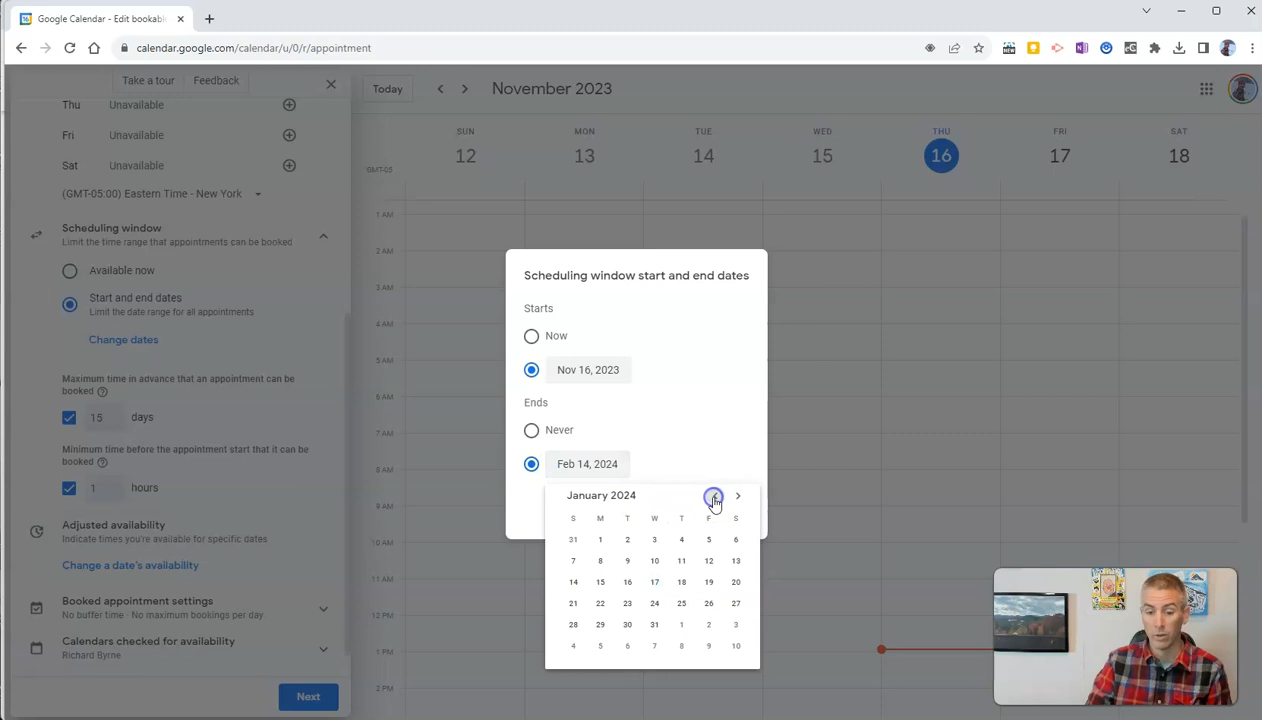 Google Calendar - Edit bookabl
calendar.google.com/calendar/u/0/r/appointment
Take a tour
Feedback
Today
November 2023
Thu Unavailable
Fri Unavailable
Sat Unavailable
(GMT-05:00) Eastern Time - New York
Scheduling window
Limit the time range that appointments can be booked
Available now
Start and end dates
Limit the date range for all appointments
Change dates
Maximum time in advance that an appointment can be
booked
15 days
Minimum time before the appointment start that it can be
booked
1 hours
Adjusted availability
Indicate times you're available for specific dates
Change a date's availability
Booked appointment settings
No buffer time · No maximum bookings per day
Calendars checked for availability
Richard Byrne
Next
SUN MON TUE WED THU FRI SAT
12 13 14 15 16 17 18
GMT-05
1 AM
2 AM
3 AM
4 AM
5 AM
6 AM
7 AM
8 AM
9 AM
10 AM
11 AM
12 PM
1 PM
2 PM
Scheduling window start and end dates
Starts
Now
Nov 16, 2023
Ends
Never
Feb 14, 2024
January 2024
S M T W T F S
31 1 2 3 4 5 6
7 8 9 10 11 12 13
14 15 16 17 18 19 20
21 22 23 24 25 26 27
28 29 30 31 1 2 3
4 5 6 7 8 9 10